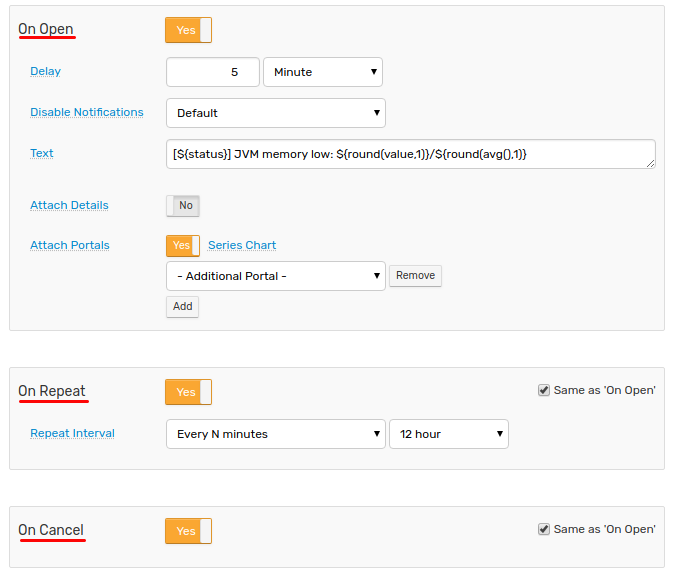 On Open Yes
Delay 5 Minute
Disable Notifications Default
Text [${status}] JVM memory low: ${round(value,1)}/${round(avg(),1)}
Attach Details No
Attach Portals Yes Series Chart
- Additional Portal - Remove
Add
On Repeat Yes Same as 'On Open'
Repeat Interval Every N minutes 12 hour
On Cancel Yes Same as 'On Open'